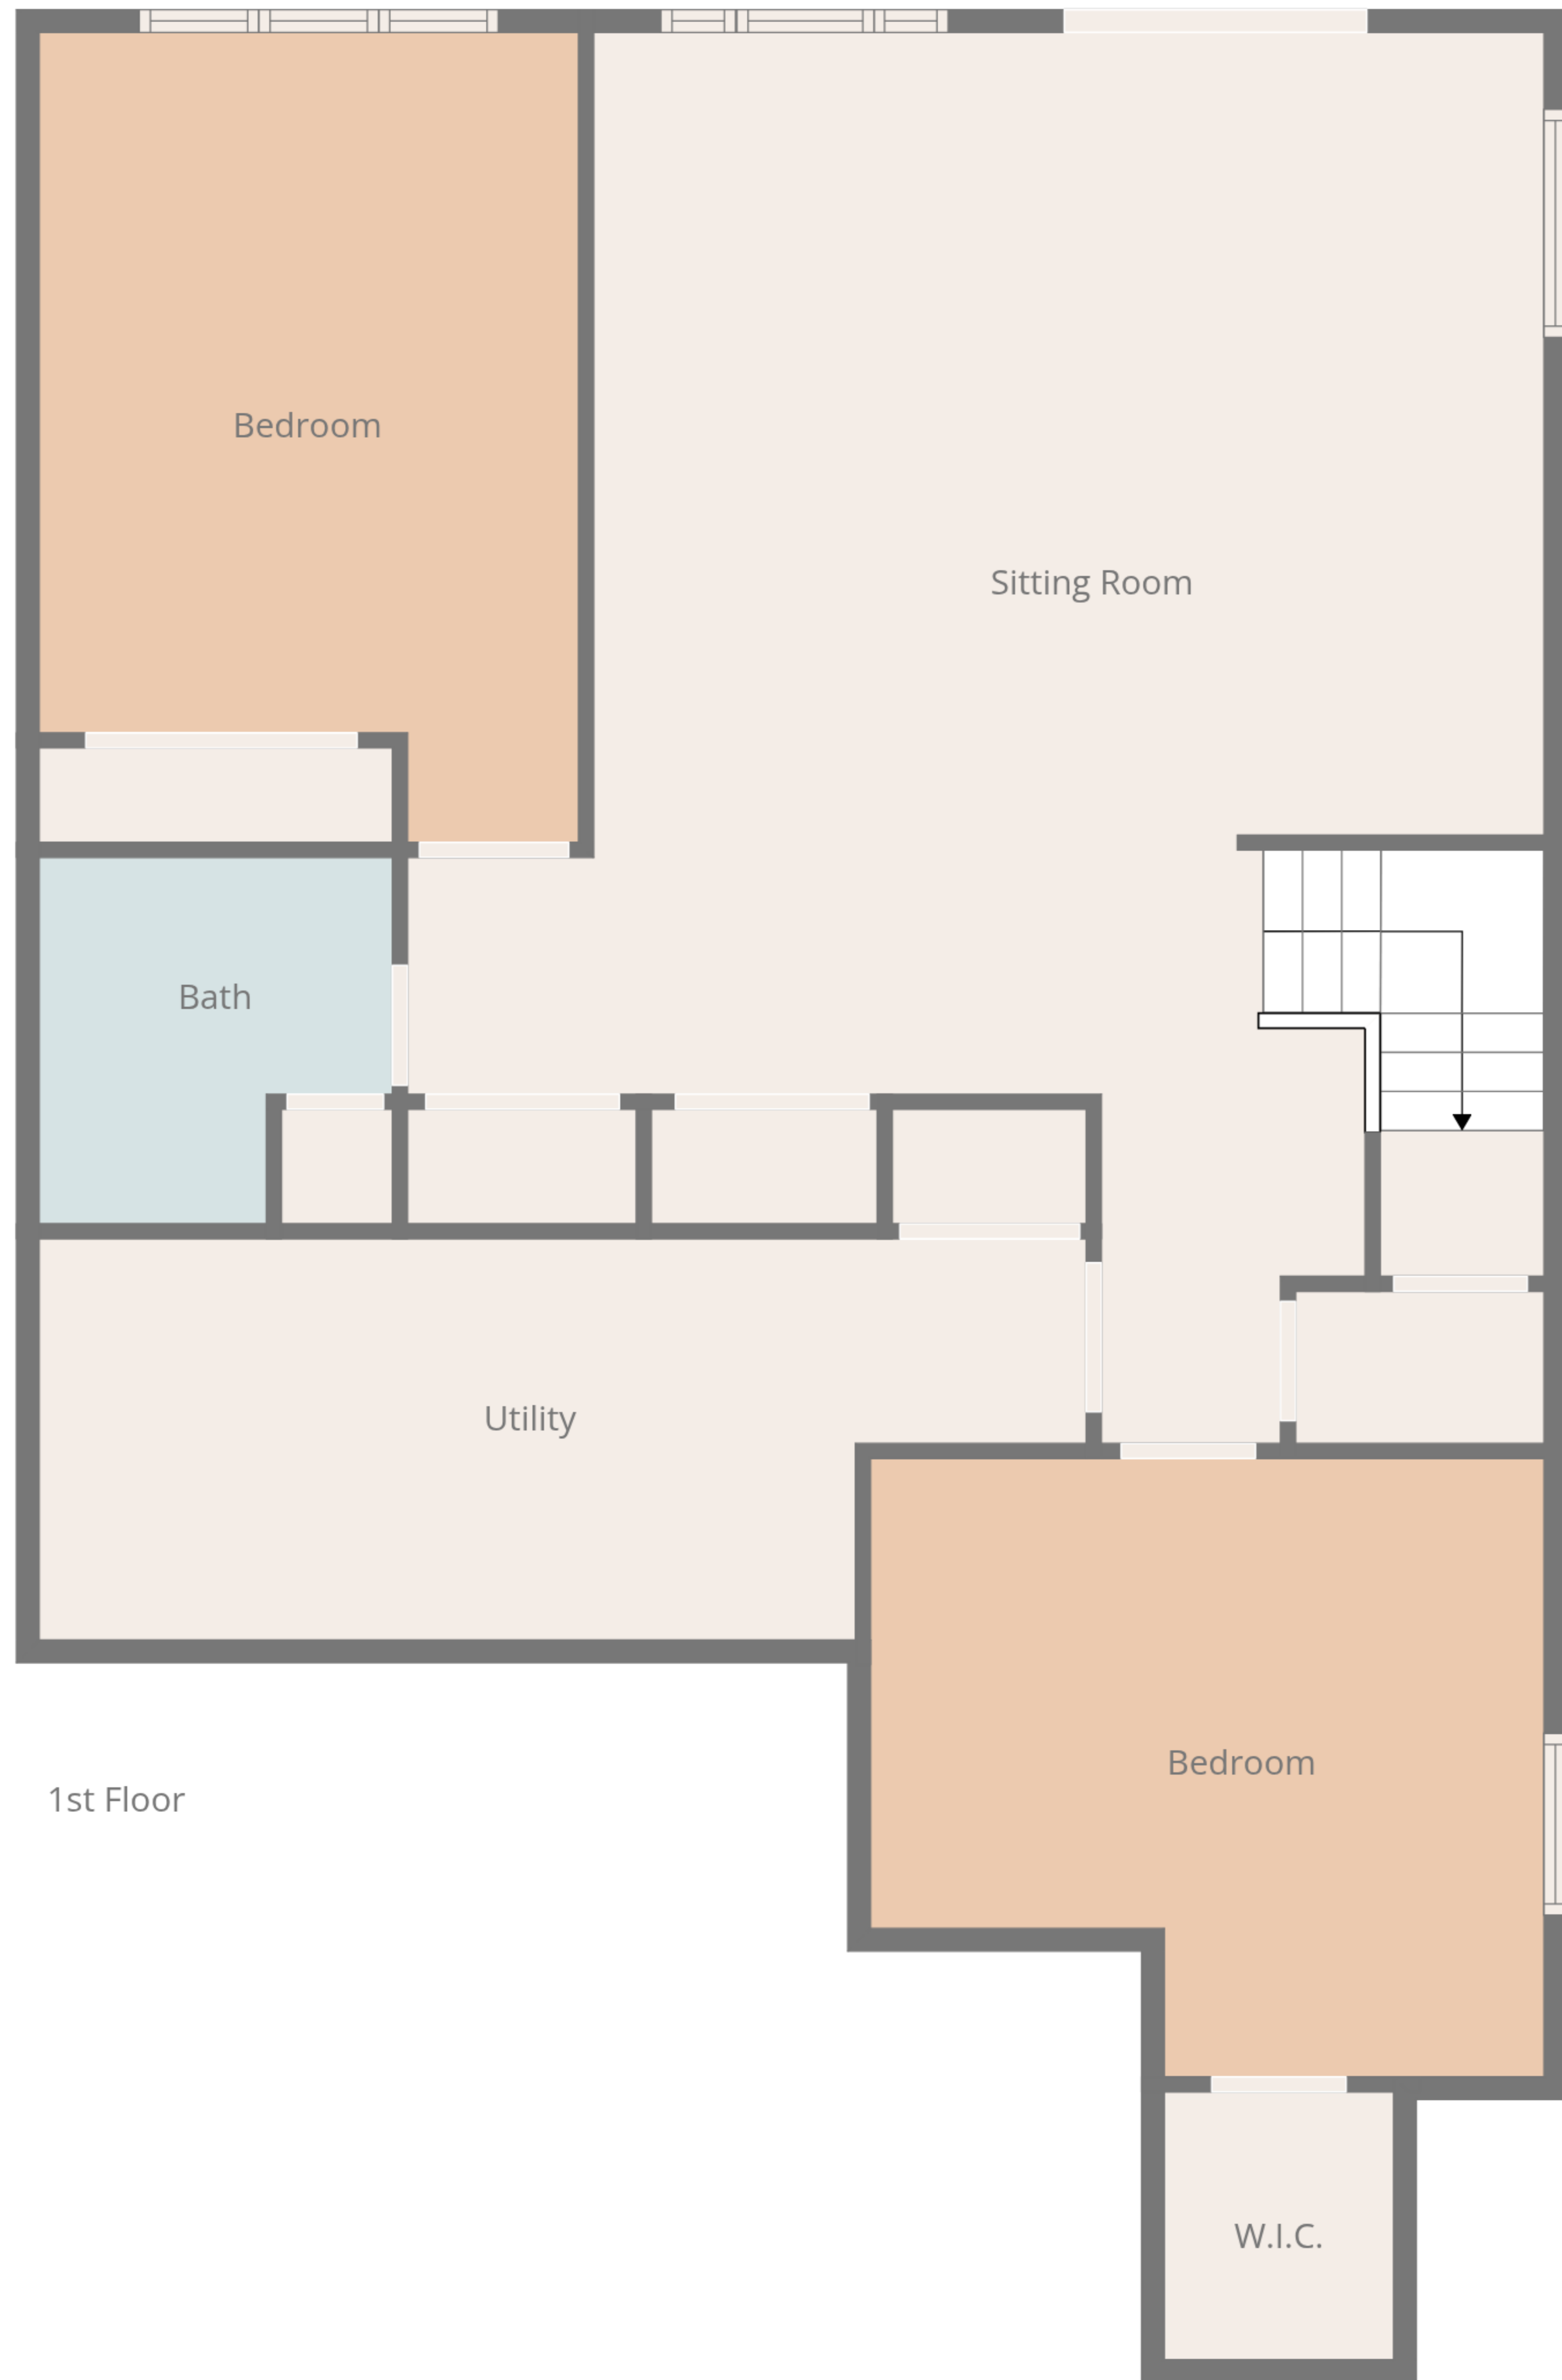 Bedroom
Sitting Room
Bath
Utility
Bedroom
1st Floor
W.I.C.